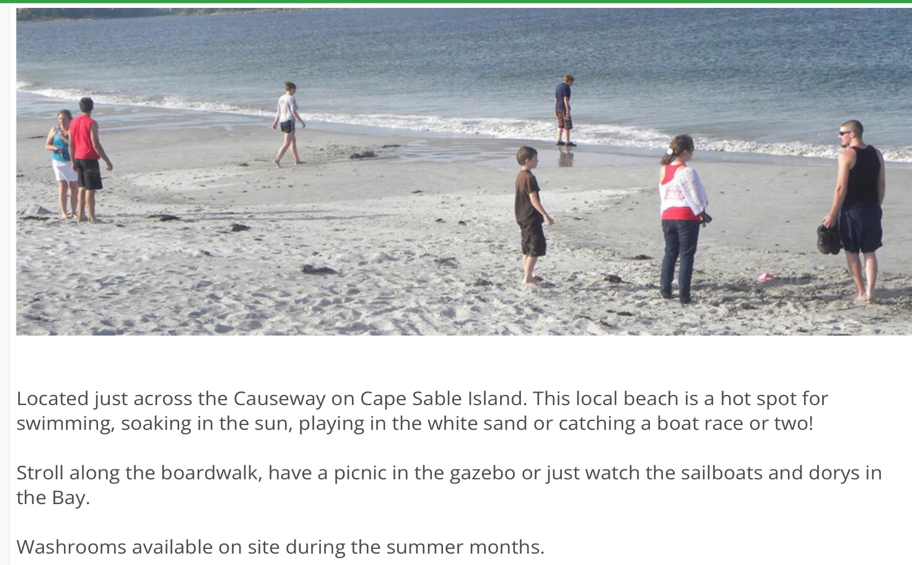 Located just across the Causeway on Cape Sable Island. This local beach is a hot spot for
swimming, soaking in the sun, playing in the white sand or catching a boat race or two!
Stroll along the boardwalk, have a picnic in the gazebo or just watch the sailboats and dorys in
the Bay.
Washrooms available on site during the summer months.